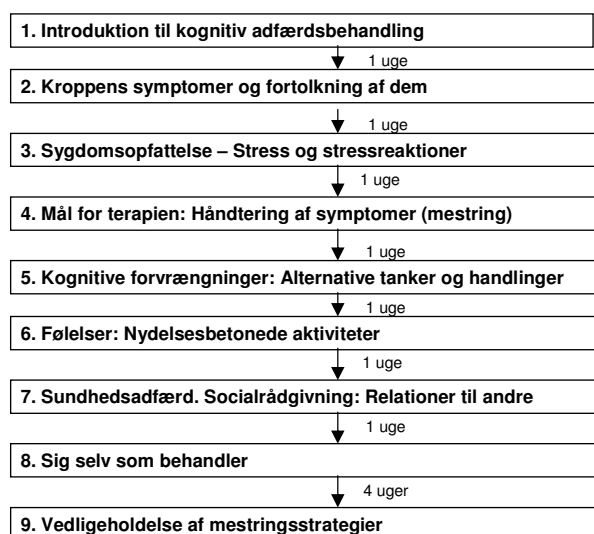 1. Introduktion til kognitiv adfærdsbehandling
1 uge
2. Kroppens symptomer og fortolkning af dem
1 uge
3. Sygdomsopfattelse – Stress og stressreaktioner
1 uge
4. Mål for terapien: Håndtering af symptomer (mestring)
1 uge
5. Kognitive forvrængninger: Alternative tanker og handlinger
1 uge
6. Følelser: Nydelsesbetonede aktiviteter
1 uge
7. Sundhedsadfærd. Socialrådgivning: Relationer til andre
1 uge
8. Sig selv som behandler
4 uger
9. Vedligeholdelse af mestringsstrategier